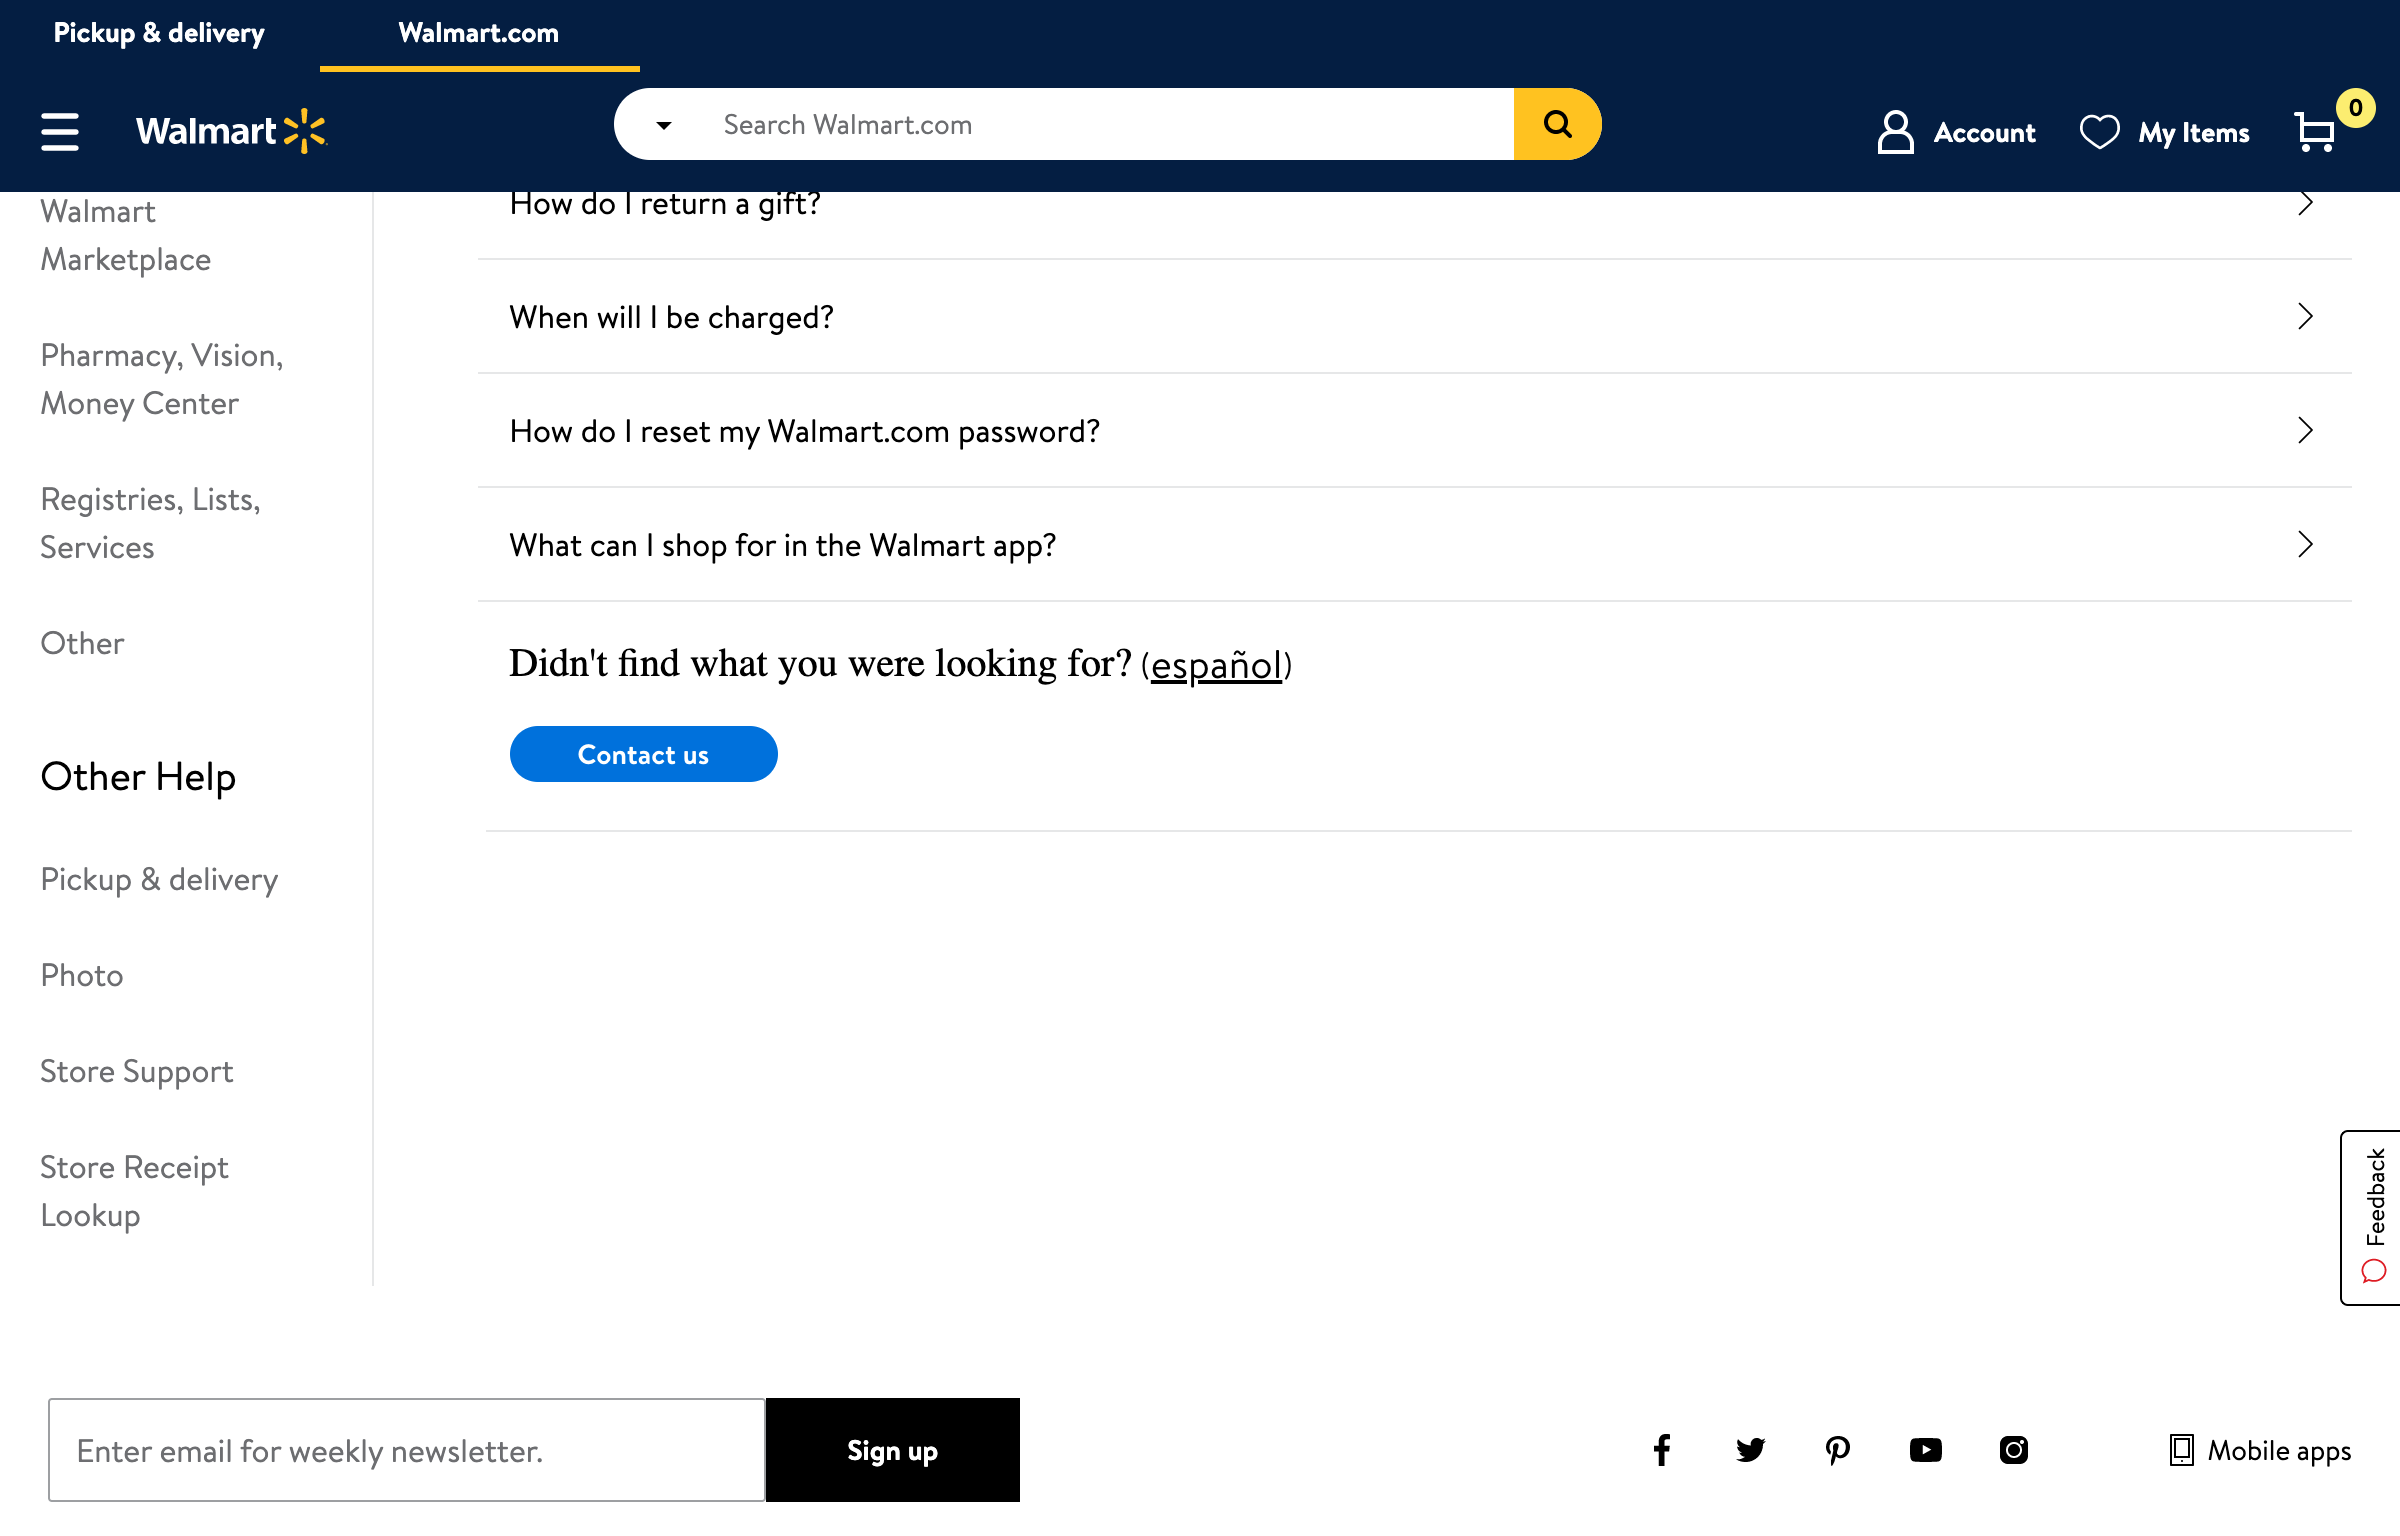 Pickup & delivery
Walmart.com
Walmart
Search Walmart.com
Account
My Items
0
Walmart
Marketplace
Pharmacy, Vision,
Money Center
Registries, Lists,
Services
Other
Other Help
Pickup & delivery
Photo
Store Support
Store Receipt
Lookup
How do I return a gift?
When will I be charged?
How do I reset my Walmart.com password?
What can I shop for in the Walmart app?
Didn't find what you were looking for? (español)
Contact us
Feedback
Enter email for weekly newsletter.
Sign up
Mobile apps